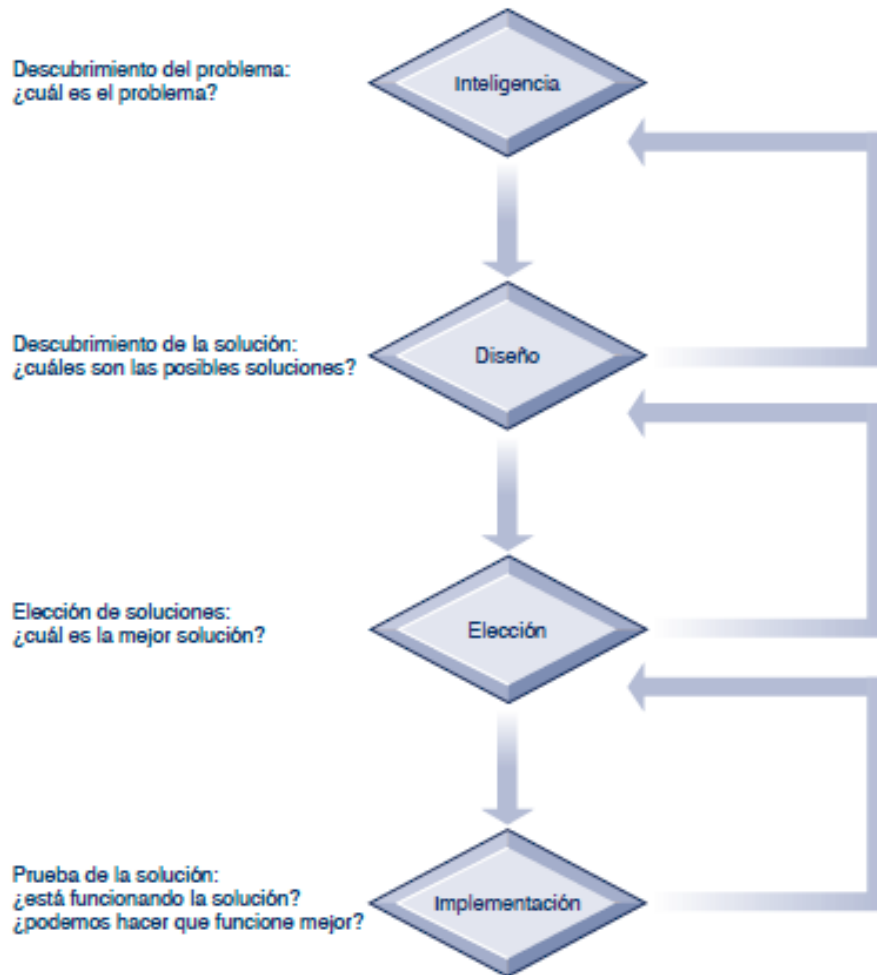 Descubrimiento del problema:
¿cuál es el problema?
Inteligencia
Descubrimiento de la solución:
¿cuáles son las posibles soluciones?
Diseño
Elección de soluciones:
¿cuál es la mejor solución?
Elección
Prueba de la solución:
¿está funcionando la solución?
¿podemos hacer que funcione mejor?
Implementación